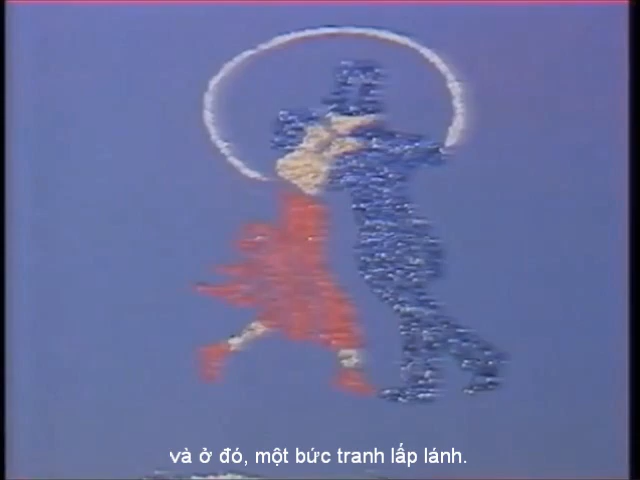 và ở đó, một bức tranh lấp lánh.